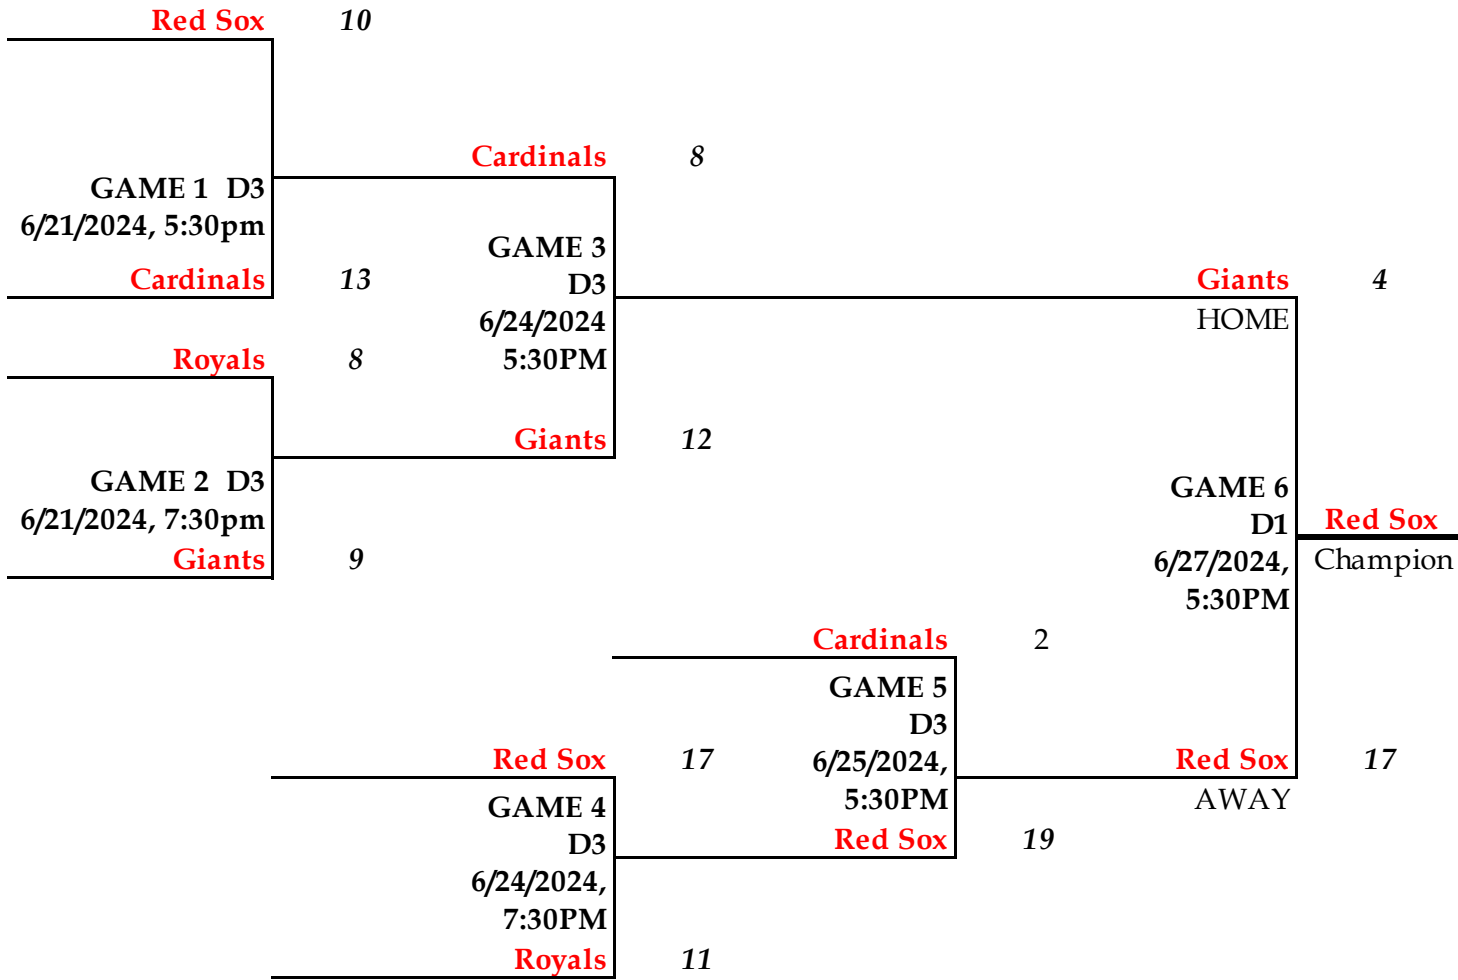 Red Sox 10
Cardinals 8
GAME 1 D3
6/21/2024, 5:30pm
GAME 3
Cardinals 13
D3
Giants 4
6/24/2024
HOME
Royals 8
5:30PM
Giants 12
GAME 2 D3
GAME 6
6/21/2024, 7:30pm
D1
Red Sox
Giants 9
6/27/2024,
Champion
5:30PM
Cardinals 2
GAME 5
D3
Red Sox 17
6/25/2024,
Red Sox 17
GAME 4
5:30PM
AWAY
D3
Red Sox 19
6/24/2024,
7:30PM
Royals 11